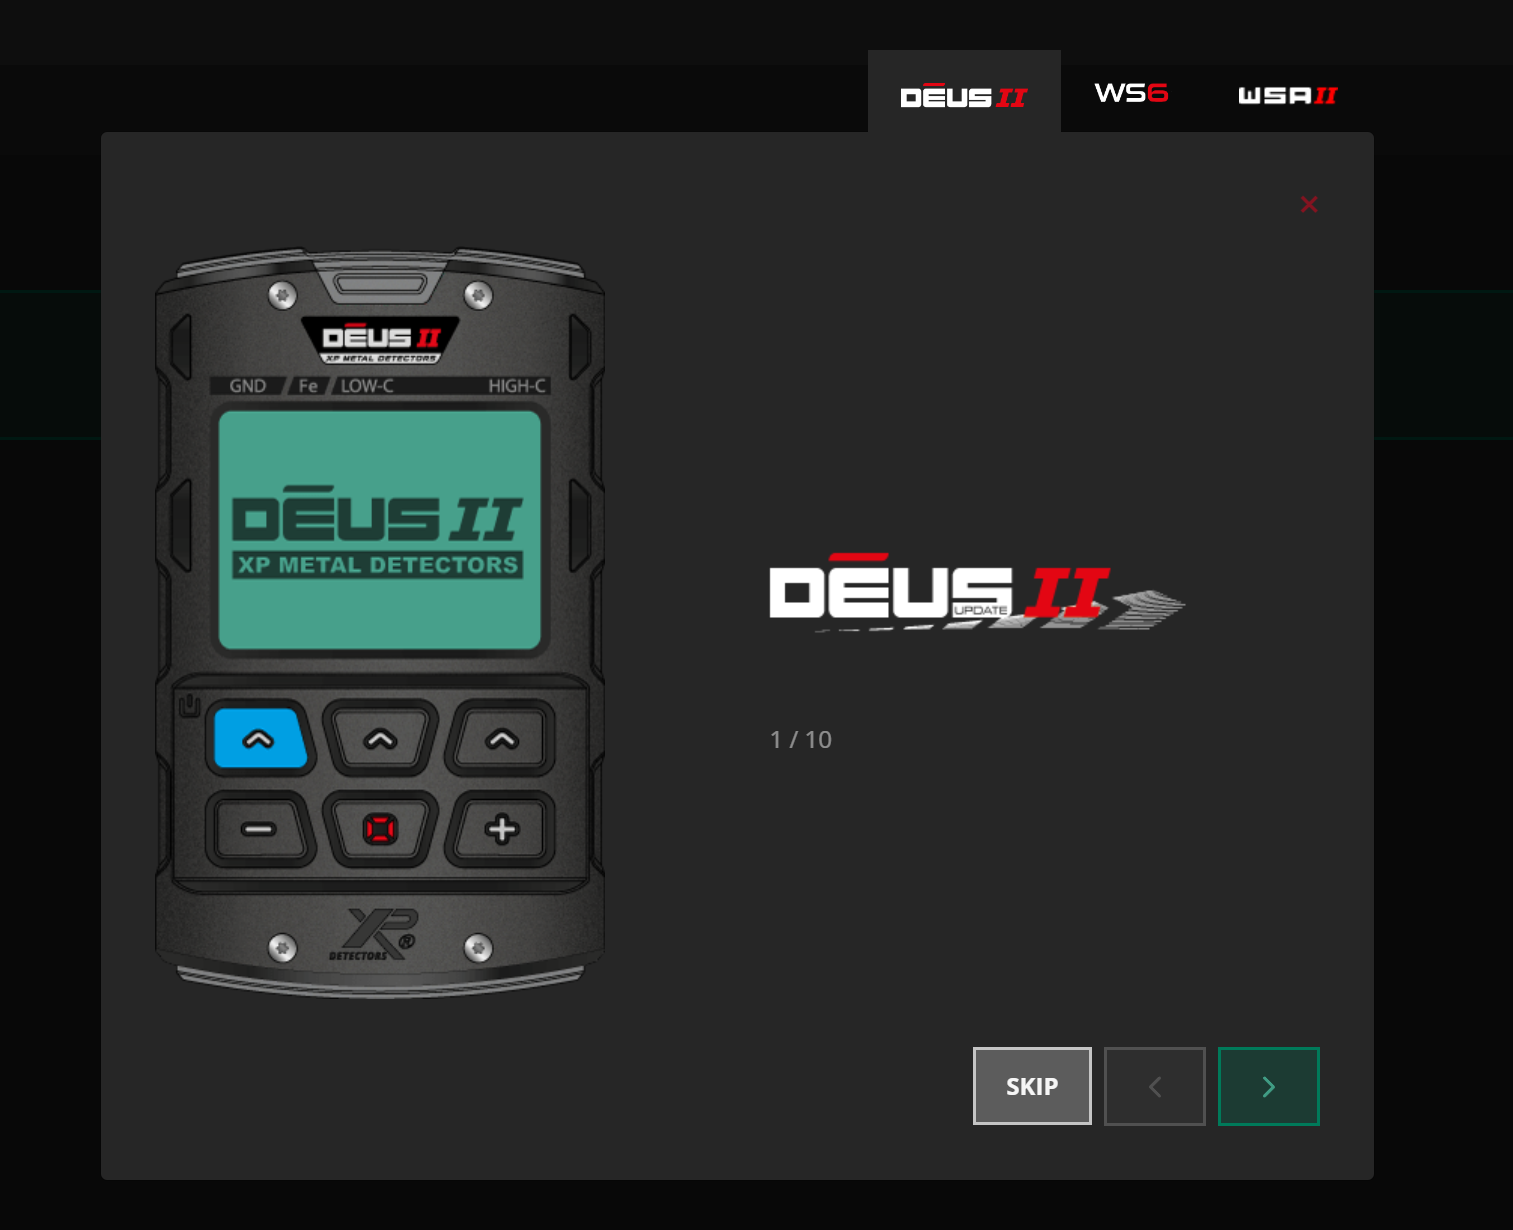 DĒUS II
WS6
WSA II
DĒUS II
XP METAL DETECTORS
GND / Fe / LOW-C HIGH-C
DĒUS II
XP METAL DETECTORS
DĒUS II
UPDATE
1 / 10
XP®
DETECTORS
SKIP